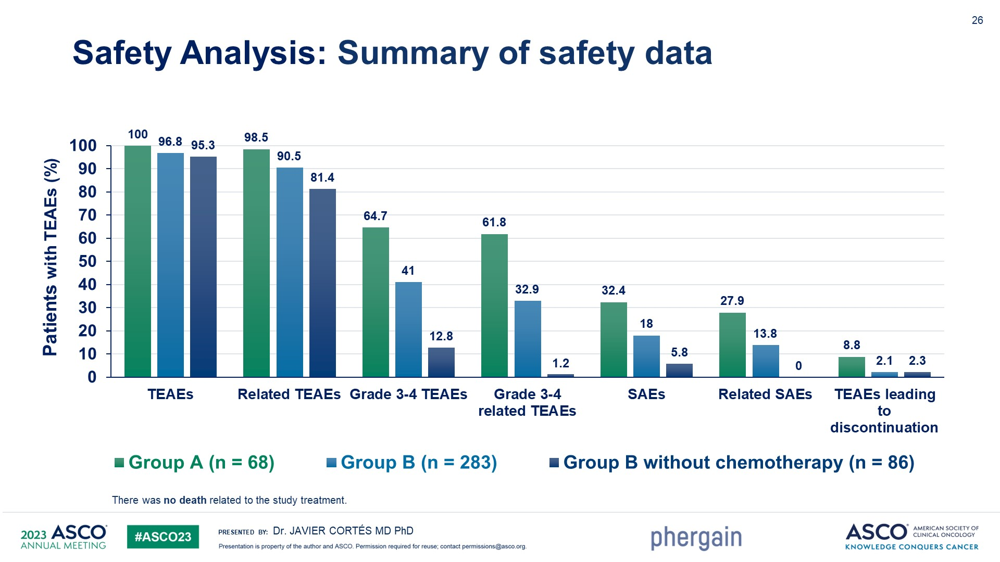 26
Safety Analysis: Summary of safety data
Patients with TEAEs (%)
100
90
80
70
60
50
40
30
20
10
0
100 96.8 95.3
98.5 90.5 81.4
64.7 41 12.8
61.8 32.9 1.2
32.4 18 5.8
27.9 13.8 0
8.8 2.1 2.3
TEAEs
Related TEAEs
Grade 3-4 TEAEs
Grade 3-4
related TEAEs
SAEs
Related SAEs
TEAEs leading
to
discontinuation
Group A (n = 68)
Group B (n = 283)
Group B without chemotherapy (n = 86)
There was no death related to the study treatment.
2023 ASCO®
ANNUAL MEETING
#ASCO23
PRESENTED BY: Dr. JAVIER CORTÉS MD PhD
Presentation is property of the author and ASCO. Permission required for reuse; contact permissions@asco.org.
phergain
ASCO® AMERICAN SOCIETY OF
CLINICAL ONCOLOGY
KNOWLEDGE CONQUERS CANCER